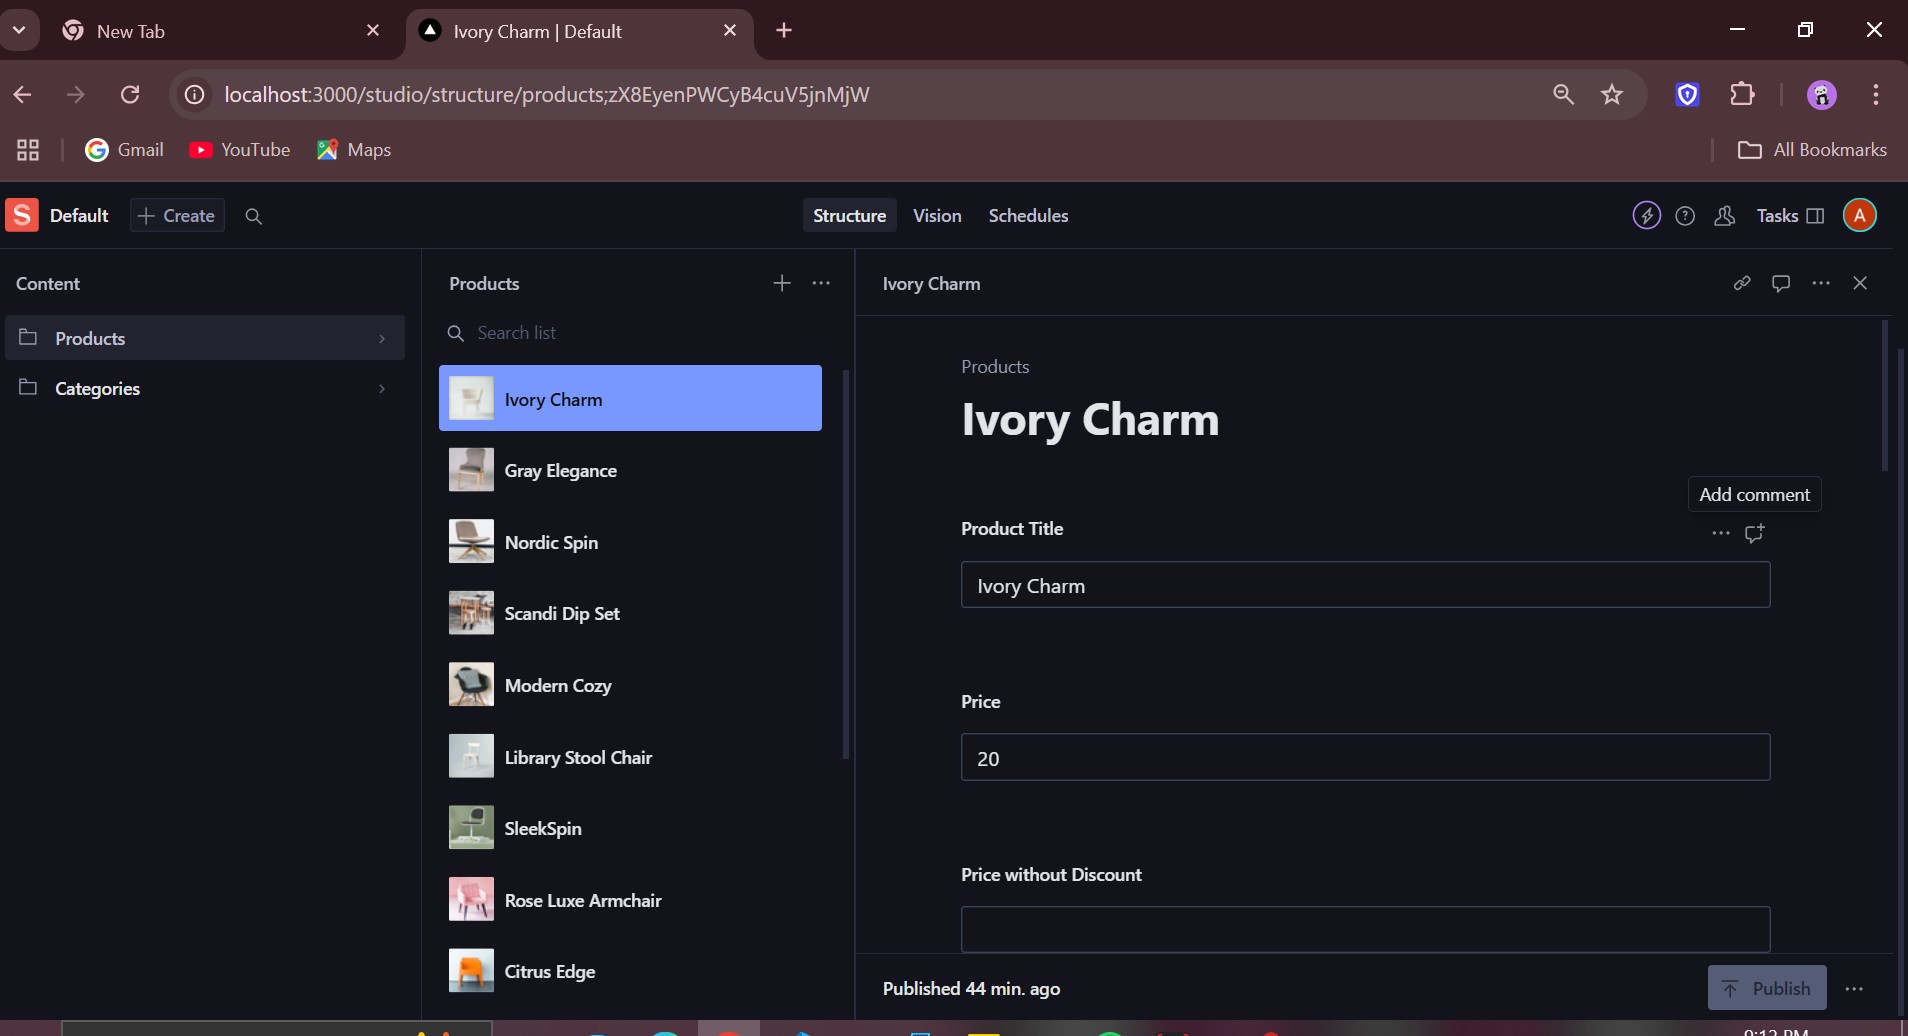 New Tab
Ivory Charm | Default
localhost:3000/studio/structure/products;zX8EyenPWCyB4cuV5jnMjW
Gmail
YouTube
Maps
All Bookmarks
S
Default
Create
Structure
Vision
Schedules
Tasks
A
Content
Products
Categories
Products
Search list
Ivory Charm
Gray Elegance
Nordic Spin
Scandi Dip Set
Modern Cozy
Library Stool Chair
SleekSpin
Rose Luxe Armchair
Citrus Edge
Ivory Charm
Products
Ivory Charm
Add comment
Product Title
Ivory Charm
Price
20
Price without Discount
Published 44 min. ago
Publish
9:12 PM